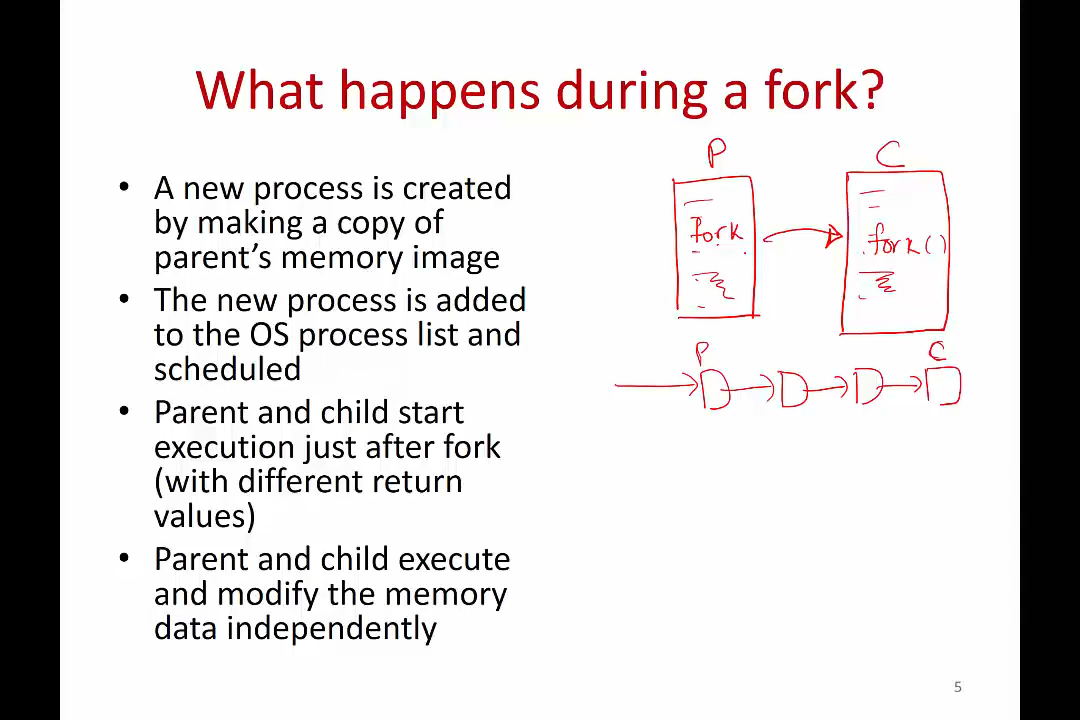 What happens during a fork?
• A new process is created
by making a copy of
parent’s memory image
• The new process is added
to the OS process list and
scheduled
• Parent and child start
execution just after fork
(with different return
values)
• Parent and child execute
and modify the memory
data independently
P
C
fork
fork()
P
C
5